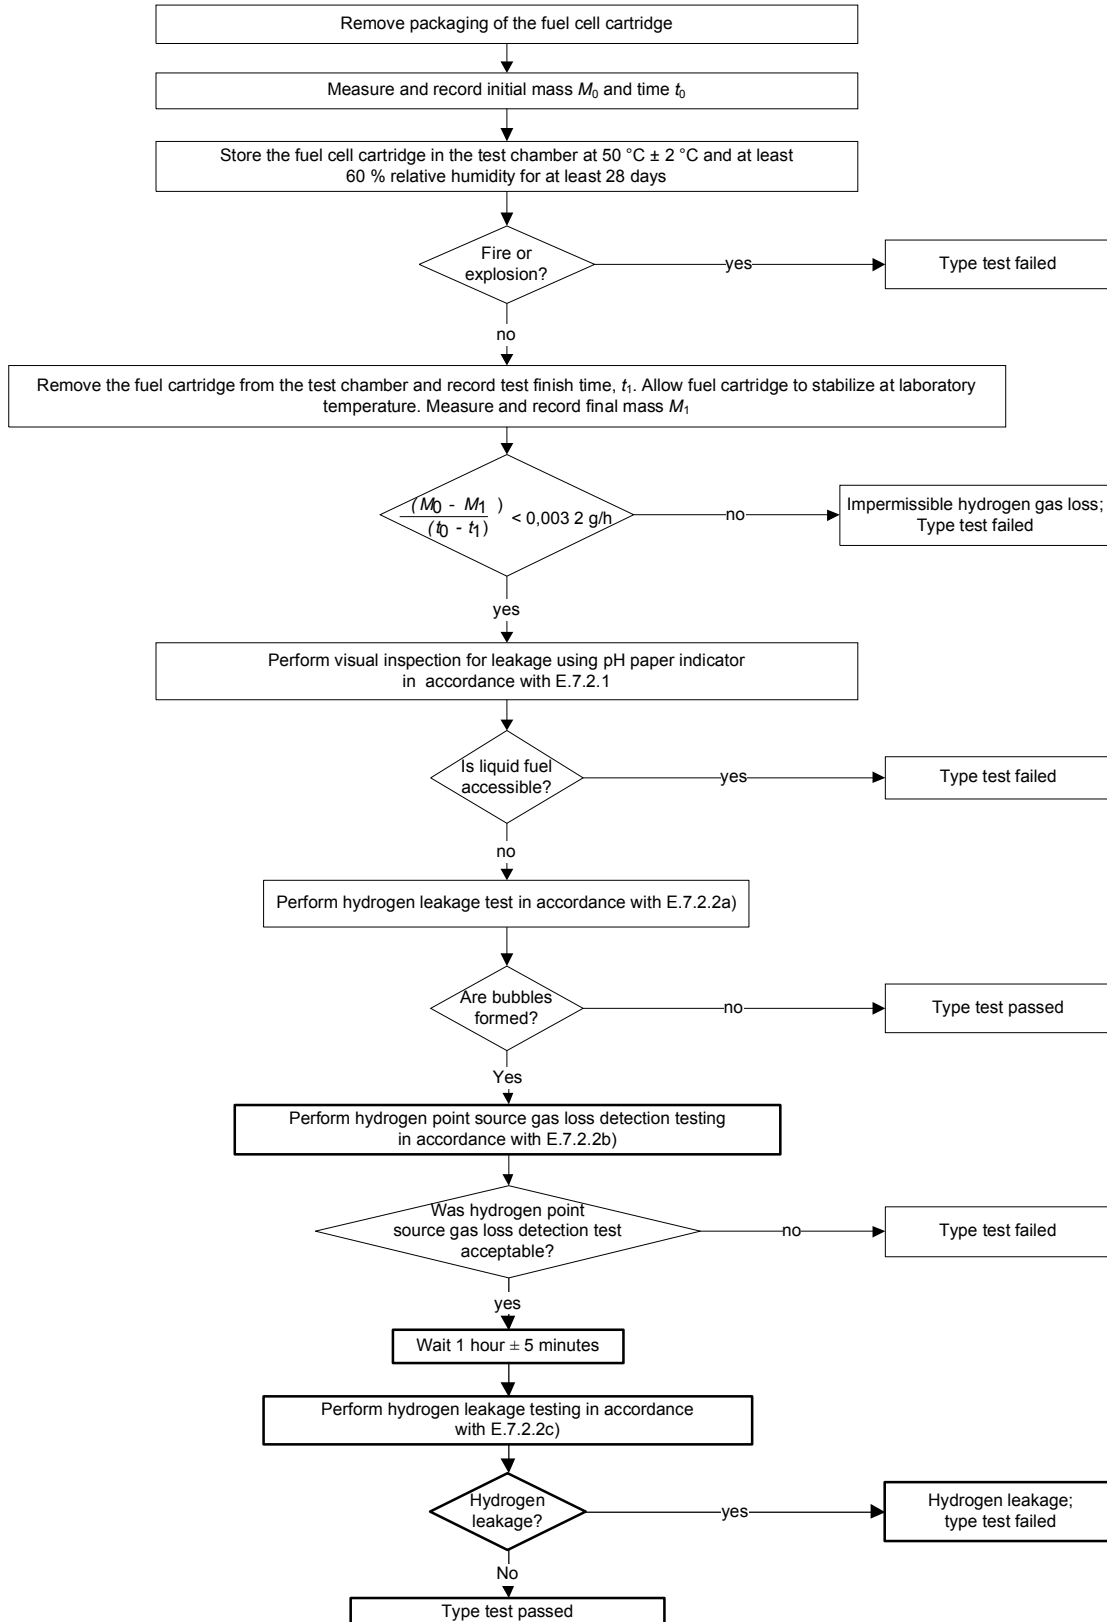 Remove packaging of the fuel cell cartridge
Measure and record initial mass M0 and time t0
Store the fuel cell cartridge in the test chamber at 50 °C ± 2 °C and at least
60 % relative humidity for at least 28 days
Fire or
explosion?
yes
Type test failed
no
Remove the fuel cartridge from the test chamber and record test finish time, t1. Allow fuel cartridge to stabilize at laboratory
temperature. Measure and record final mass M1
(M0 - M1 )
(t0 - t1)
< 0,003 2 g/h
no
Impermissible hydrogen gas loss;
Type test failed
yes
Perform visual inspection for leakage using pH paper indicator
in accordance with E.7.2.1
Is liquid fuel
accessible?
yes
Type test failed
no
Perform hydrogen leakage test in accordance with E.7.2.2a)
Are bubbles
formed?
no
Type test passed
Yes
Perform hydrogen point source gas loss detection testing
in accordance with E.7.2.2b)
Was hydrogen point
source gas loss detection test
acceptable?
no
Type test failed
yes
Wait 1 hour ± 5 minutes
Perform hydrogen leakage testing in accordance
with E.7.2.2c)
Hydrogen
leakage?
yes
Hydrogen leakage;
type test failed
No
Type test passed